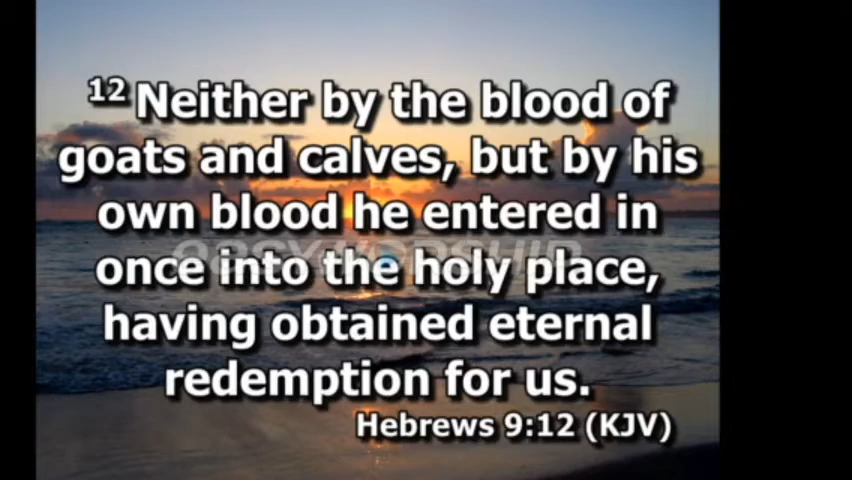 12 Neither by the blood of
goats and calves, but by his
own blood he entered in
once into the holy place,
having obtained eternal
redemption for us.
Hebrews 9:12 (KJV)
easyworship